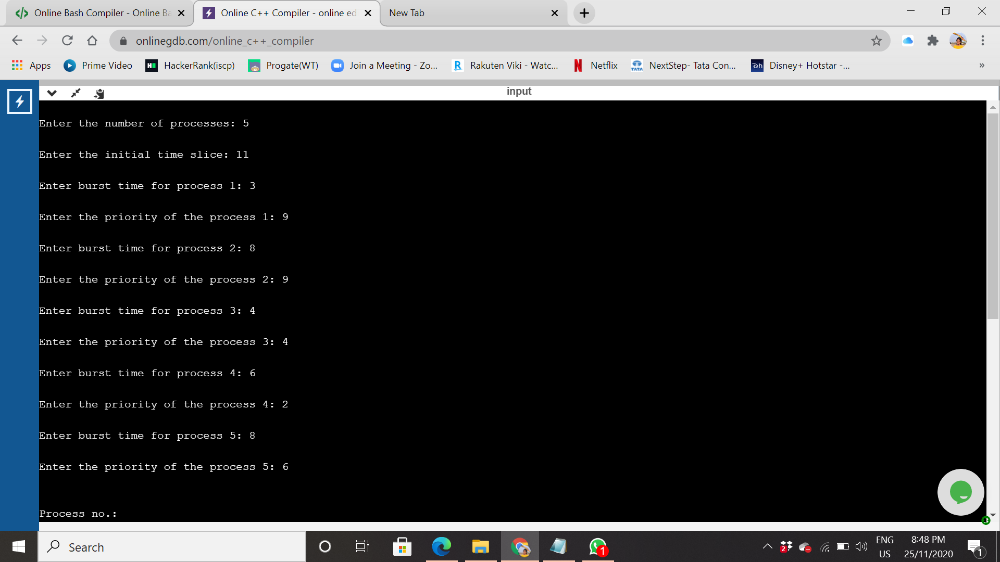 Online Bash Compiler - Online Ba
Online C++ Compiler - online edi
New Tab
onlinegdb.com/online_c++_compiler
Apps
Prime Video
HackerRank(iscp)
Progate(WT)
Join a Meeting - Zo...
R
Rakuten Viki - Watc...
Netflix
TATA
NextStep- Tata Con...
Disney+ Hotstar -...
»
input
Enter the number of processes: 5
Enter the initial time slice: 11
Enter burst time for process 1: 3
Enter the priority of the process 1: 9
Enter burst time for process 2: 8
Enter the priority of the process 2: 9
Enter burst time for process 3: 4
Enter the priority of the process 3: 4
Enter burst time for process 4: 6
Enter the priority of the process 4: 2
Enter burst time for process 5: 8
Enter the priority of the process 5: 6
Process no.:
Search
1
2
ENG
US
8:48 PM
25/11/2020
1